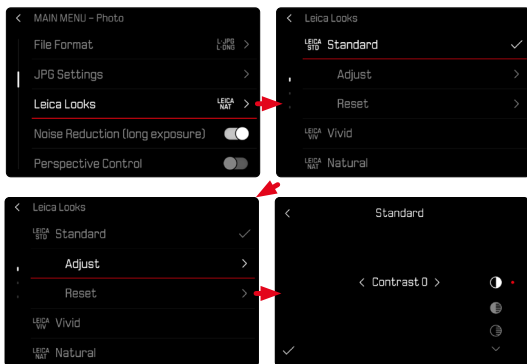 MAIN MENU – Photo
File Format
L-JPG
L-DNG
JPG Settings
Leica Looks
LEICA
NAT
Noise Reduction (long exposure)
Perspective Control
Leica Looks
LEICA
STD
Standard
Adjust
Reset
LEICA
VIV
Vivid
LEICA
NAT
Natural
Leica Looks
LEICA
STD
Standard
Adjust
Reset
LEICA
VIV
Vivid
LEICA
NAT
Natural
Standard
Contrast 0